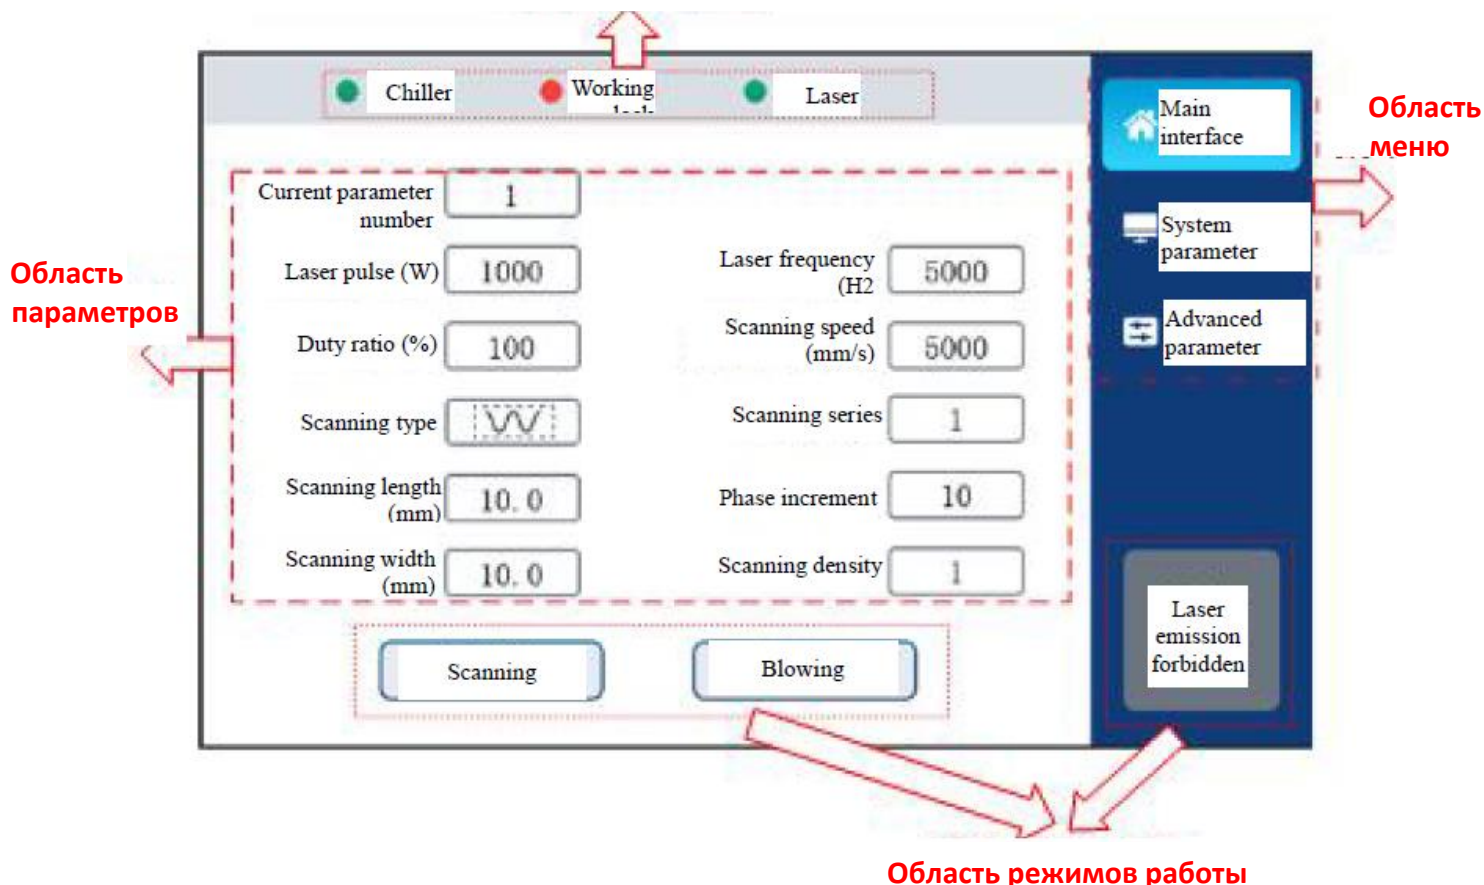 Chiller
Working
Laser
Main
interface
Область
меню
System
parameter
Advanced
parameter
Область
параметров
Current parameter
number
1
Laser pulse (W)
1000
Laser frequency
(H2
5000
Duty ratio (%)
100
Scanning speed
(mm/s)
5000
Scanning type
Scanning series
1
Scanning length
(mm)
10. 0
Phase increment
10
Scanning width
(mm)
10. 0
Scanning density
1
Scanning
Blowing
Laser
emission
forbidden
Область режимов работы